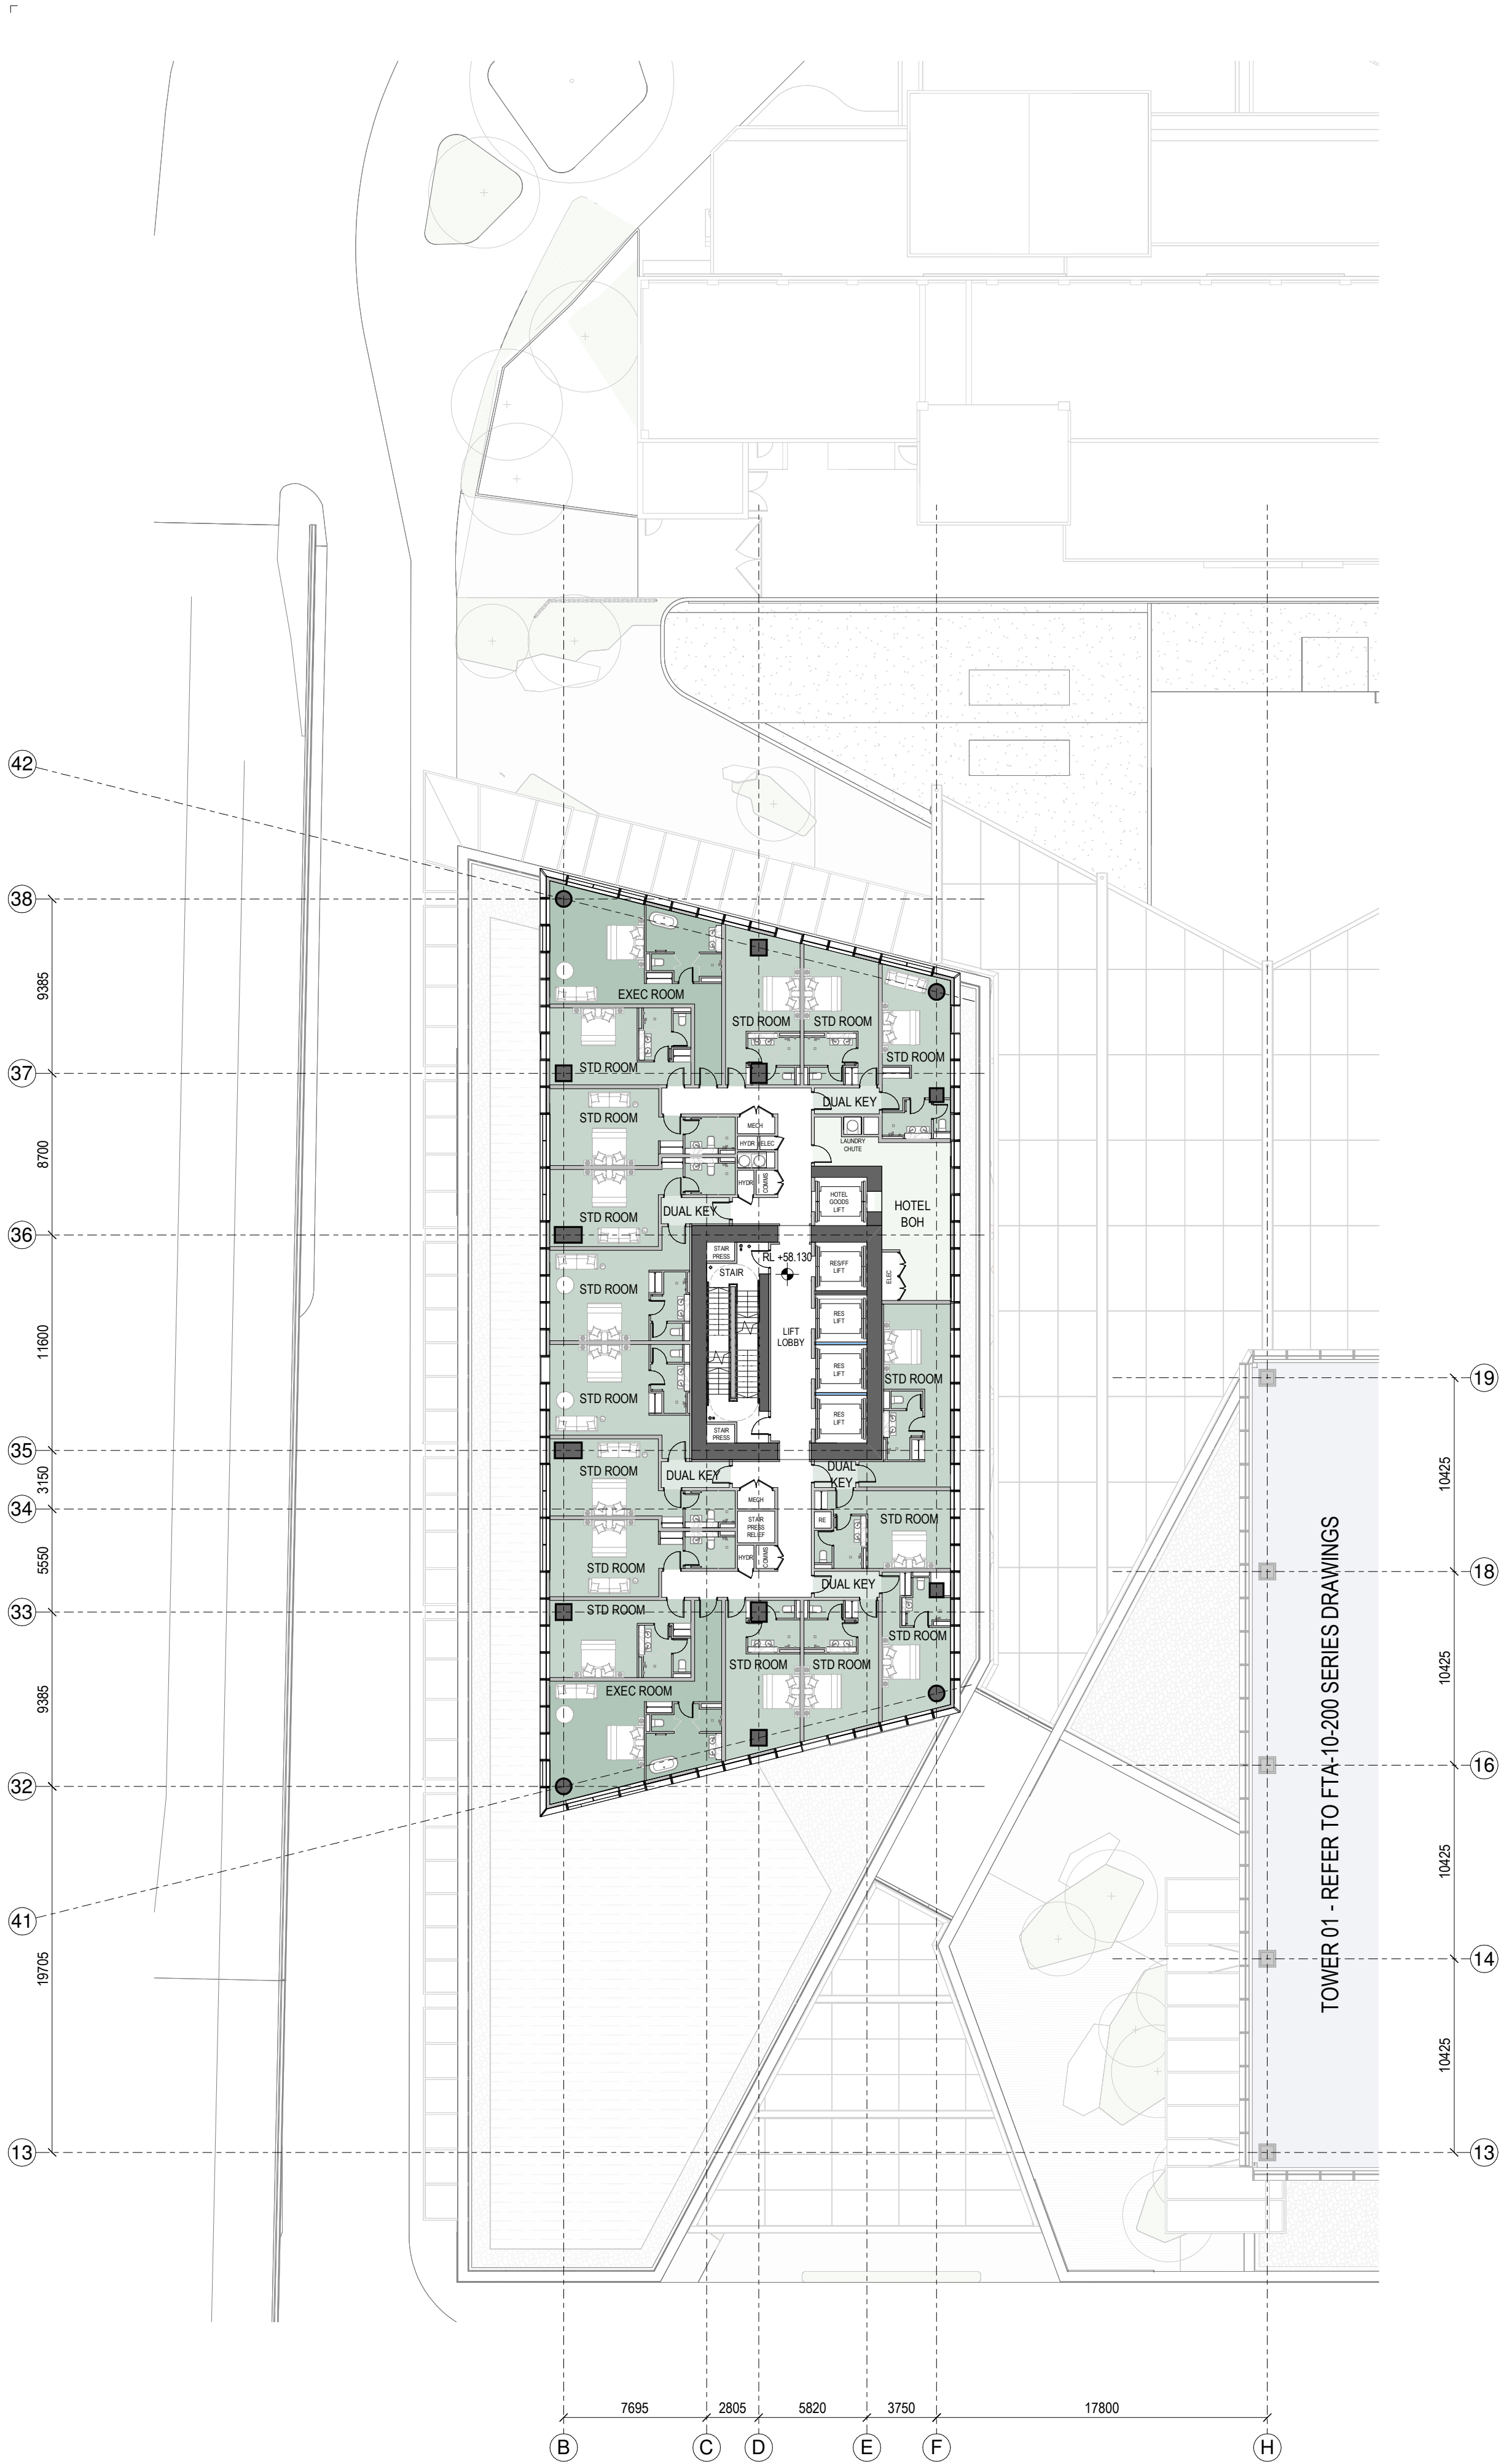 42
38
9385
EXEC ROOM
STD ROOM
STD ROOM
STD ROOM
STD ROOM
37
STD ROOM
DUAL KEY
STD ROOM
MECH
LAUNDRY
CHUTE
HYDR
ELEC
8700
HYDR
COMMS
HOTEL
GOODS
LIFT
HOTEL
BOH
DUAL KEY
STD ROOM
36
STAIR
PRESS
RL +58.130
RES/FF
LIFT
STAIR
ELEC
STD ROOM
RES
LIFT
LIFT
LOBBY
11600
RES
LIFT
STD ROOM
19
STD ROOM
RES
LIFT
STAIR
PRESS
35
STD ROOM
DUAL KEY
DUAL
KEY
3150
10425
MECH
34
STAIR
PRESS
RELIEF
RE
STD ROOM
5550
HYDR
COMMS
STD ROOM
18
DUAL KEY
33
STD ROOM
STD ROOM
STD ROOM
STD ROOM
10425
9385
EXEC ROOM
TOWER 01 - REFER TO FTA-10-200 SERIES DRAWINGS
16
32
10425
41
14
19705
10425
13
13
7695
2805
5820
3750
17800
B
C
D
E
F
H